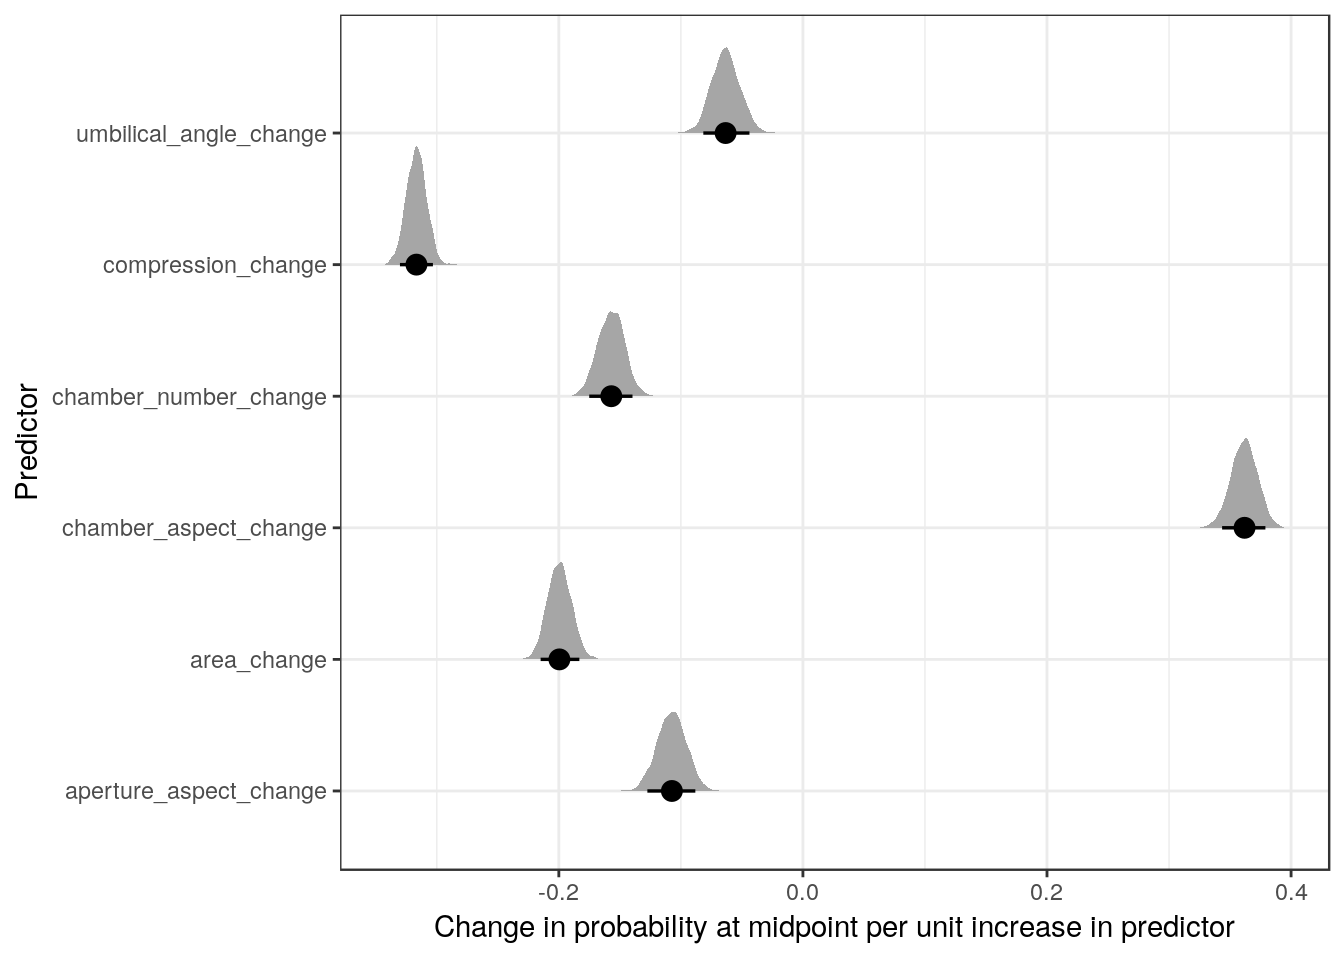 umbilical_angle_change
compression_change
chamber_number_change
chamber_aspect_change
area_change
aperture_aspect_change
Predictor
-0.2 0.0 0.2 0.4
Change in probability at midpoint per unit increase in predictor